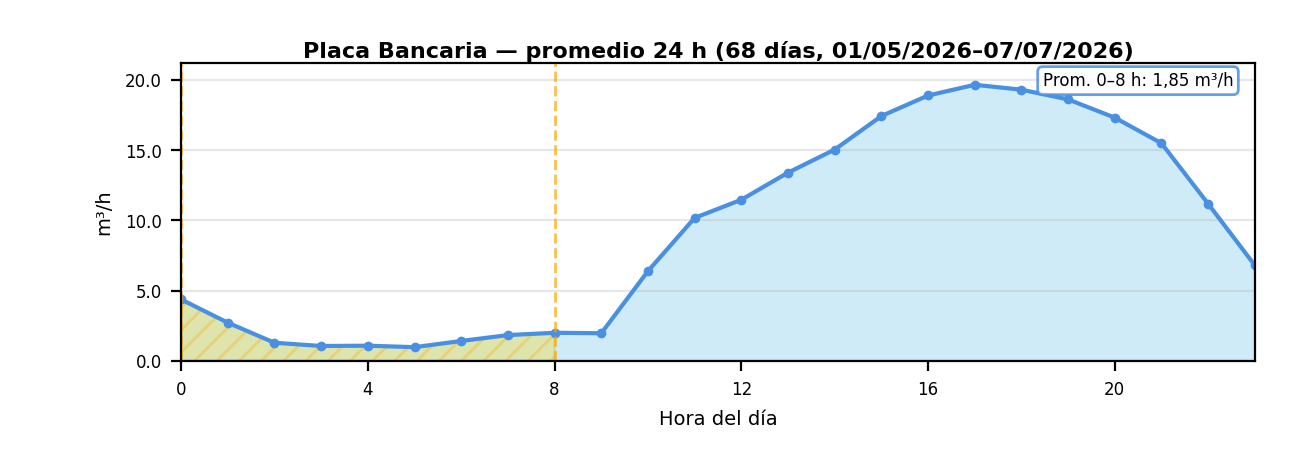 Placa Bancaria — promedio 24 h (68 días, 01/05/2026–07/07/2026)
Prom. 0–8 h: 1,85 m³/h
20.0
15.0
10.0
5.0
0.0
m³/h
0 4 8 12 16 20
Hora del día